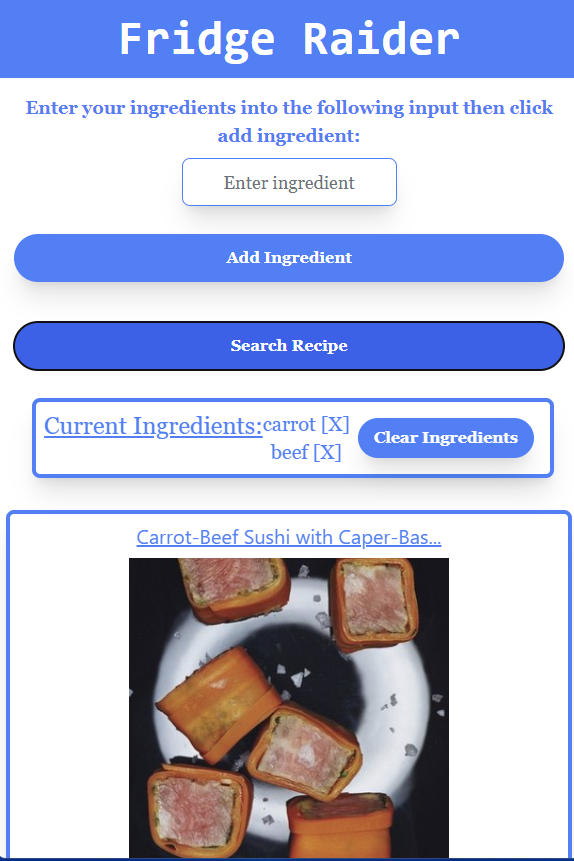 Fridge Raider
Enter your ingredients into the following input then click
add ingredient:
Enter ingredient
Add Ingredient
Search Recipe
Current Ingredients:
carrot [X]
beef [X]
Clear Ingredients
Carrot-Beef Sushi with Caper-Bas...